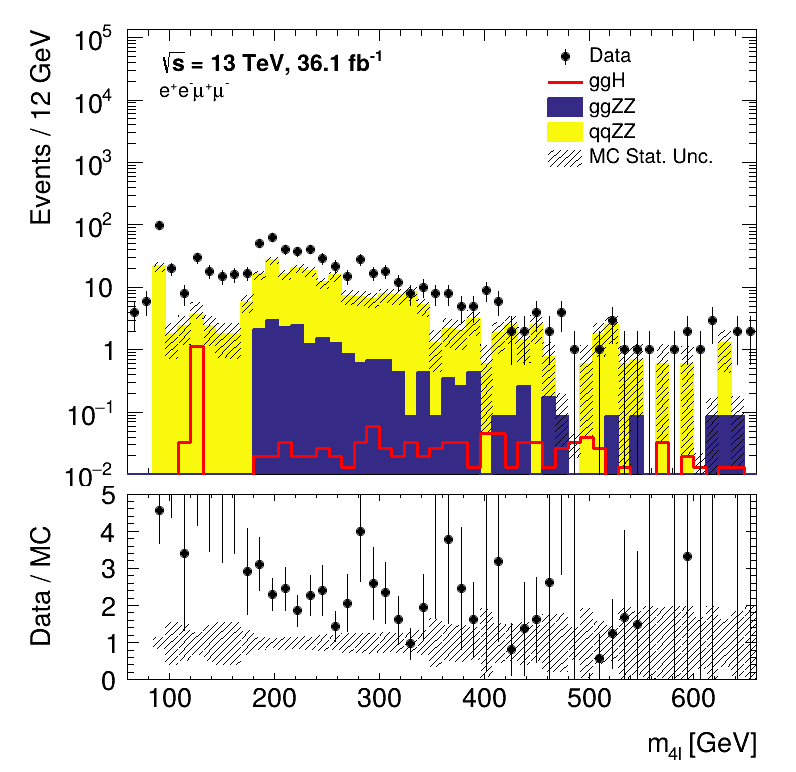 Events / 12 GeV
10⁵
10⁴
10³
10²
10
1
10⁻¹
10⁻²
√s = 13 TeV, 36.1 fb⁻¹
e⁺e⁻μ⁺μ⁻
Data
ggH
ggZZ
qqZZ
MC Stat. Unc.
Data / MC
5
4
3
2
1
0
100 200 300 400 500 600
m₄ₗ [GeV]